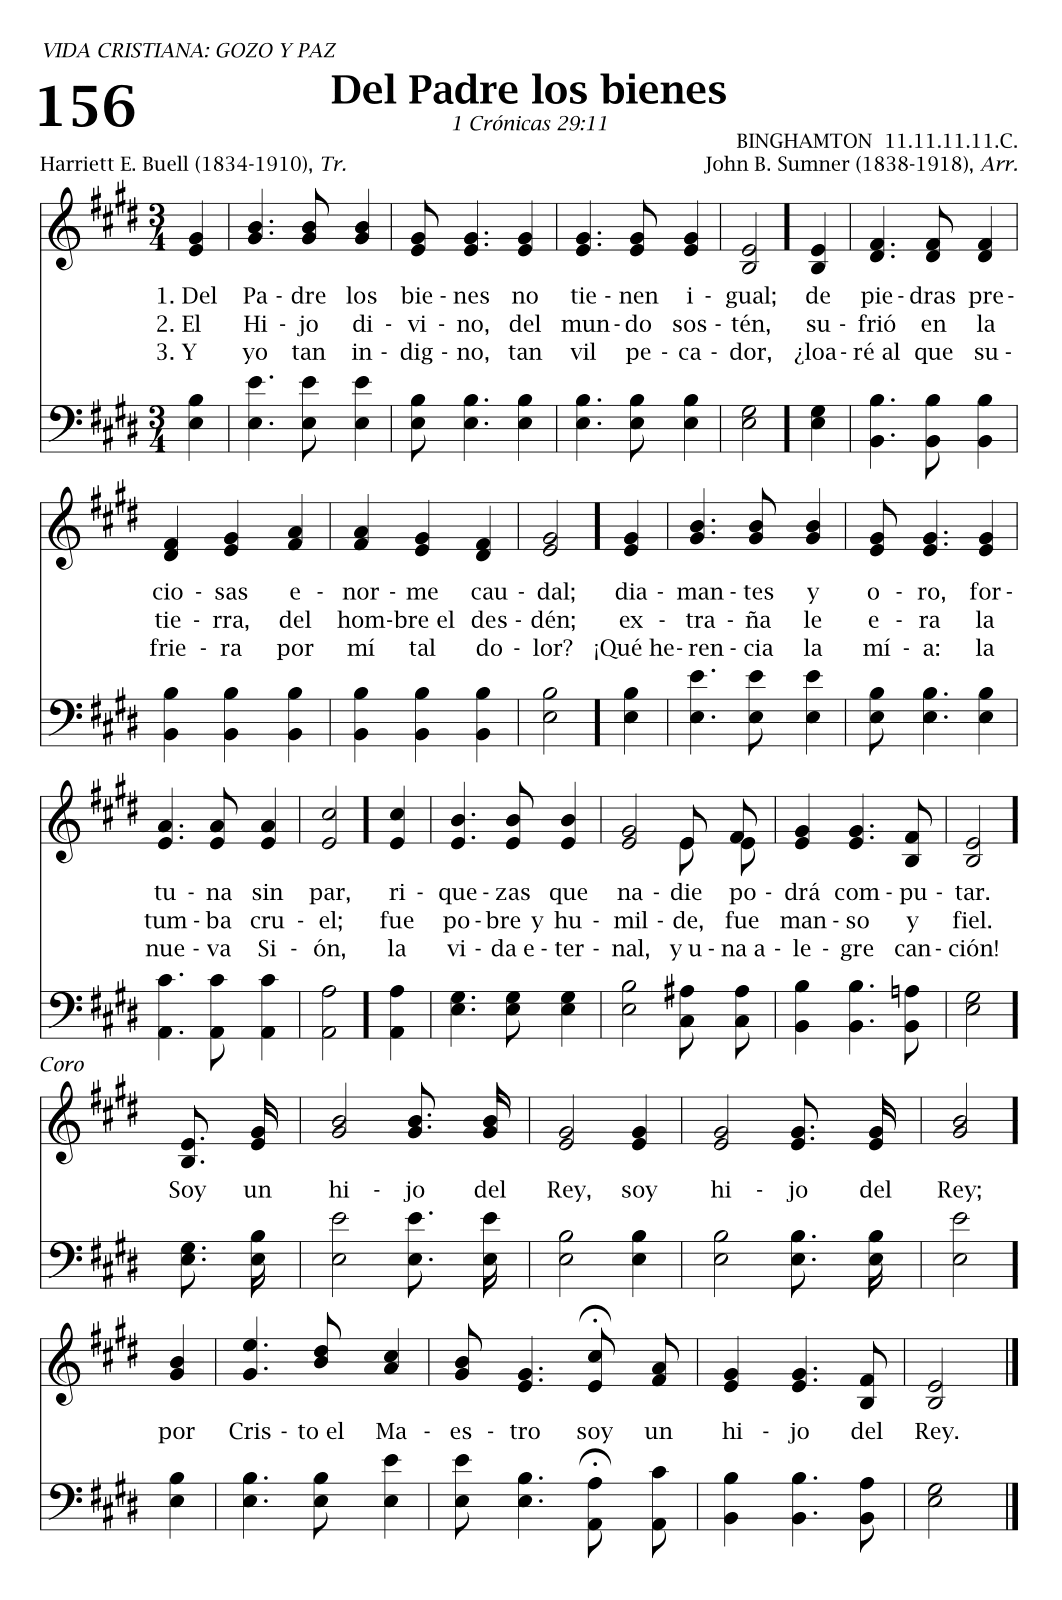 VIDA CRISTIANA: GOZO Y PAZ
156
Del Padre los bienes
1 Crónicas 29:11
BINGHAMTON 11.11.11.11.C.
Harriett E. Buell (1834-1910), Tr.
John B. Sumner (1838-1918), Arr.
3
4
1. Del Pa - dre los bie - nes no tie - nen i - gual; de pie - dras pre -
2. El Hi - jo di - vi - no, del mun - do sos - tén, su - frió en la
3. Y yo tan in - dig - no, tan vil pe - ca - dor, ¿loa - ré al que su -
3
4
cio - sas e - nor - me cau - dal; dia - man - tes y o - ro, for -
tie - rra, del hom - bre el des - dén; ex - tra - ña le e - ra la
frie - ra por mí tal do - lor? ¡Qué he - ren - cia la mí - a: la
tu - na sin par, ri - que - zas que na - die po - drá com - pu - tar.
tum - ba cru - el; fue po - bre y hu - mil - de, fue man - so y fiel.
nue - va Si - ón, la vi - da e - ter - nal, y u - na a - le - gre can - ción!
Coro
Soy un hi - jo del Rey, soy hi - jo del Rey;
por Cris - to el Ma - es - tro soy un hi - jo del Rey.